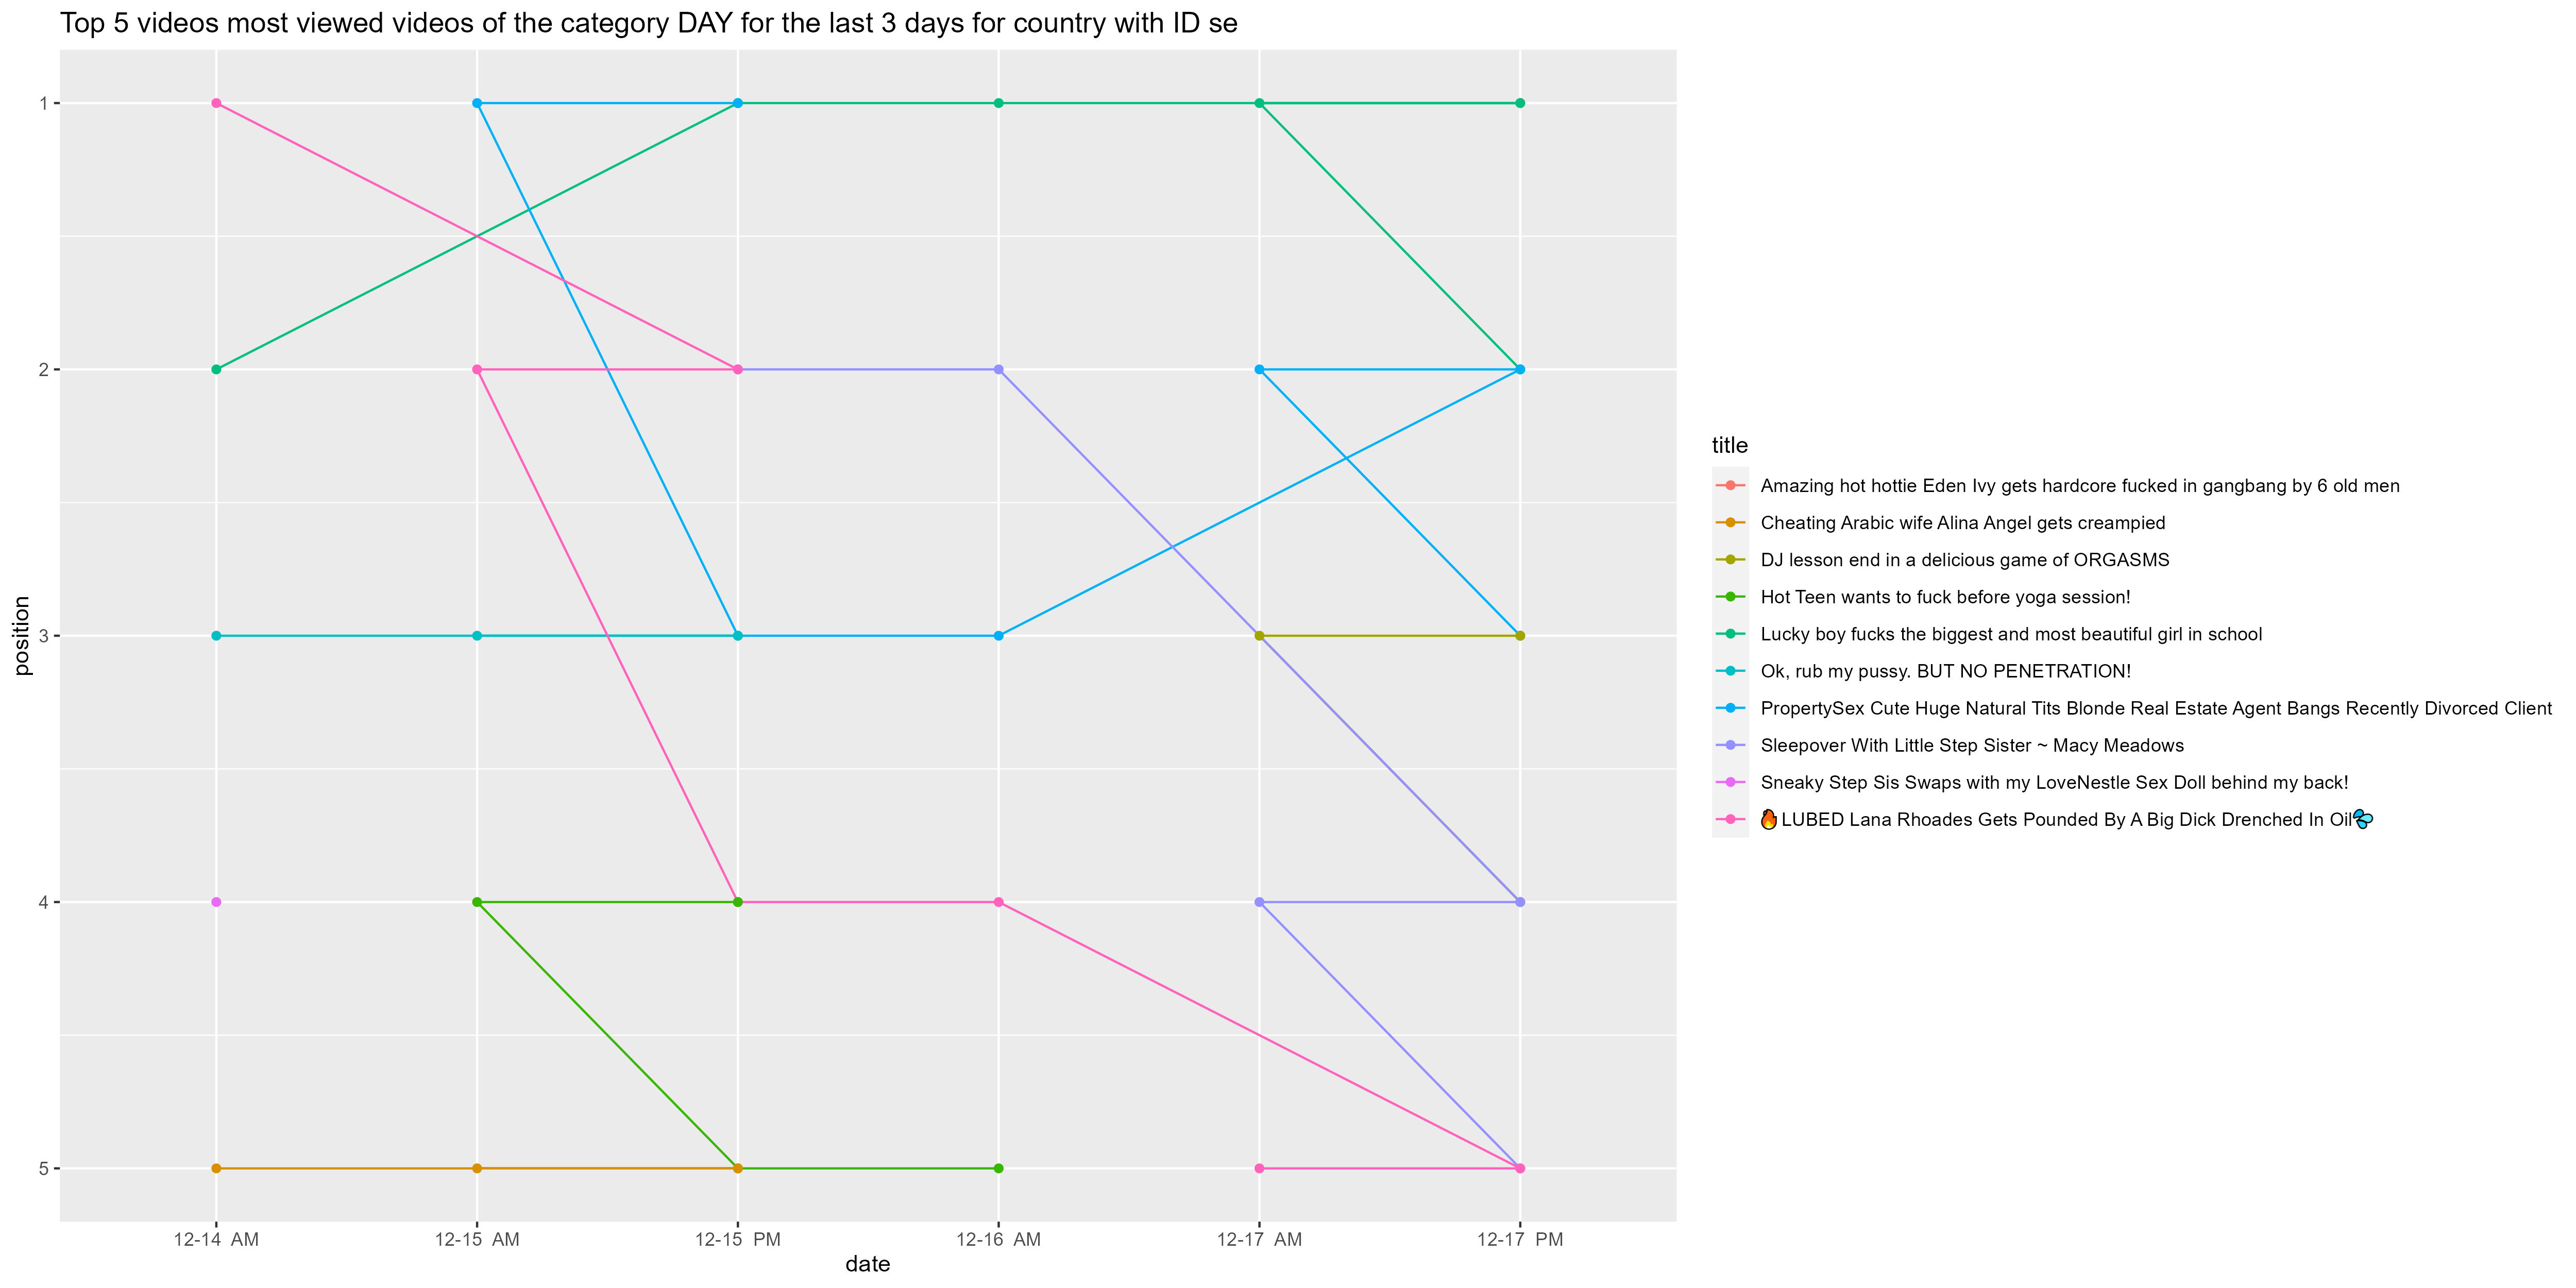 Top 5 videos most viewed videos of the category DAY for the last 3 days for country with ID se
1
2
3
4
5
position
12-14 AM
12-15 AM
12-15 PM
12-16 AM
12-17 AM
12-17 PM
date
title
Amazing hot hottie Eden Ivy gets hardcore fucked in gangbang by 6 old men
Cheating Arabic wife Alina Angel gets creampied
DJ lesson end in a delicious game of ORGASMS
Hot Teen wants to fuck before yoga session!
Lucky boy fucks the biggest and most beautiful girl in school
Ok, rub my pussy. BUT NO PENETRATION!
PropertySex Cute Huge Natural Tits Blonde Real Estate Agent Bangs Recently Divorced Client
Sleepover With Little Step Sister ~ Macy Meadows
Sneaky Step Sis Swaps with my LoveNestle Sex Doll behind my back!
🔥LUBED Lana Rhoades Gets Pounded By A Big Dick Drenched In Oil💦